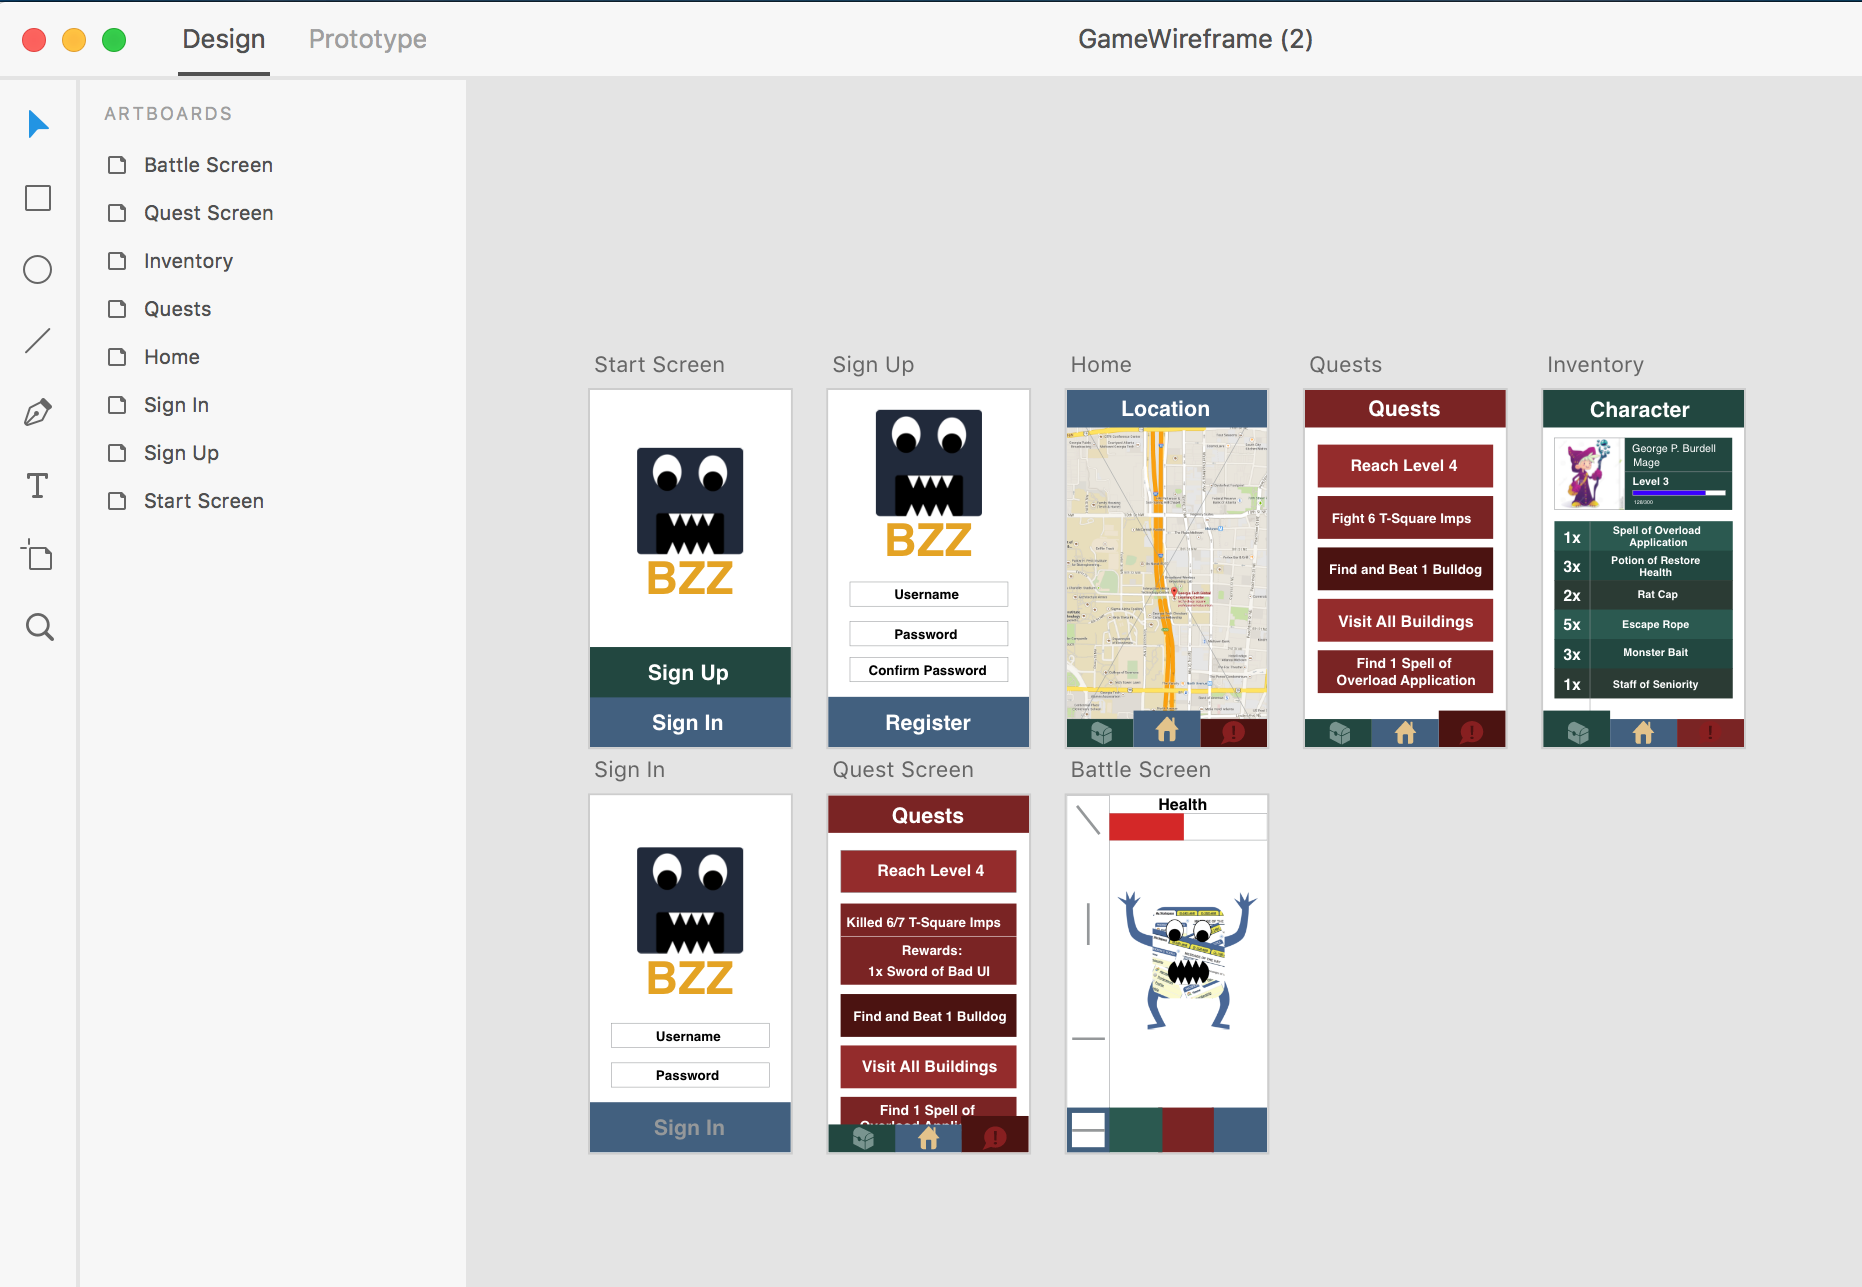 Design
Prototype
GameWireframe (2)
ARTBOARDS
Battle Screen
Quest Screen
Inventory
Quests
Home
Sign In
Sign Up
Start Screen
Start Screen
BZZ
Sign Up
Sign In
Sign Up
BZZ
Username
Password
Confirm Password
Register
Home
Location
Quests
Quests
Reach Level 4
Fight 6 T-Square Imps
Find and Beat 1 Bulldog
Visit All Buildings
Find 1 Spell of
Overload Application
Inventory
Character
George P. Burdell
Mage
Level 3
1x Spell of Overload
Application
3x Potion of Restore
Health
2x Rat Cap
5x Escape Rope
3x Monster Bait
1x Staff of Seniority
Sign In
BZZ
Username
Password
Sign In
Quest Screen
Quests
Reach Level 4
Killed 6/7 T-Square Imps
Rewards:
1x Sword of Bad UI
Find and Beat 1 Bulldog
Visit All Buildings
Find 1 Spell of
Battle Screen
Health